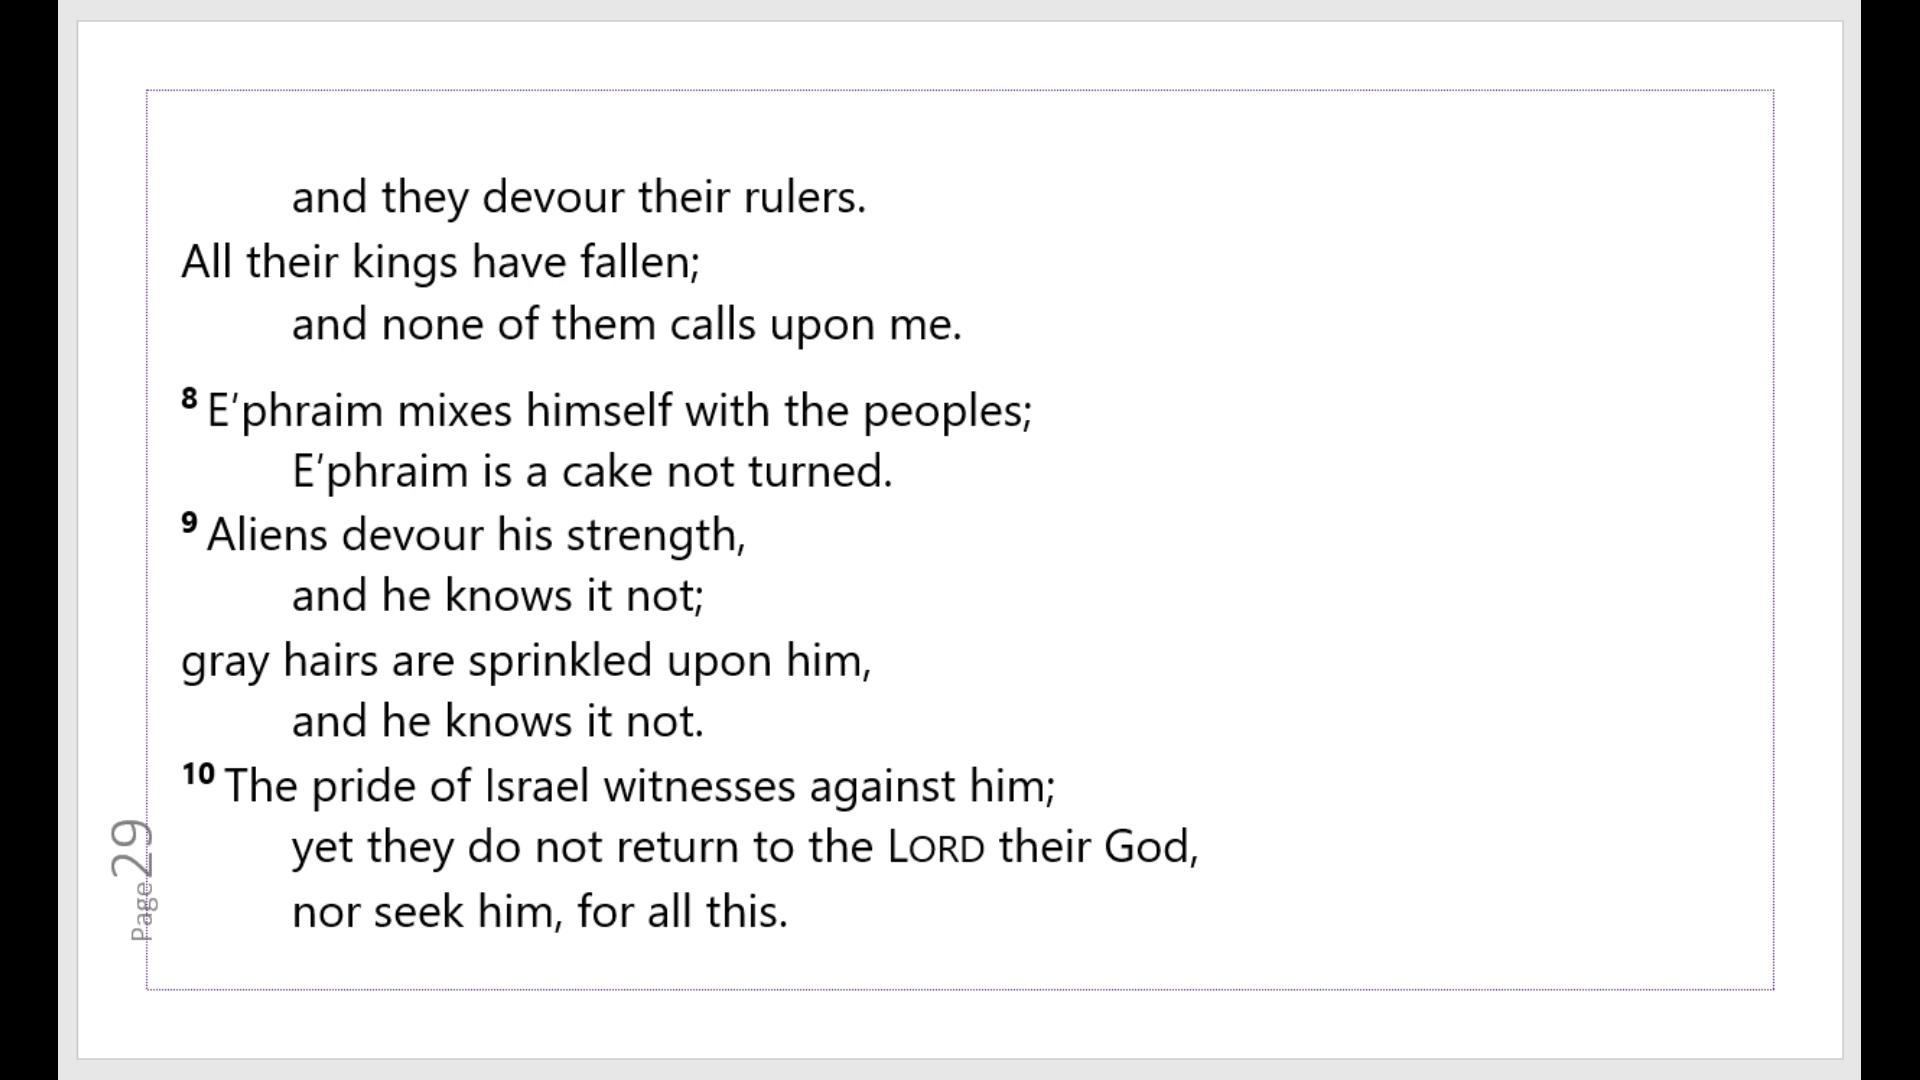 and they devour their rulers.
All their kings have fallen;
and none of them calls upon me.
8 E′phraim mixes himself with the peoples;
E′phraim is a cake not turned.
9 Aliens devour his strength,
and he knows it not;
gray hairs are sprinkled upon him,
and he knows it not.
10 The pride of Israel witnesses against him;
yet they do not return to the LORD their God,
nor seek him, for all this.
Page 29